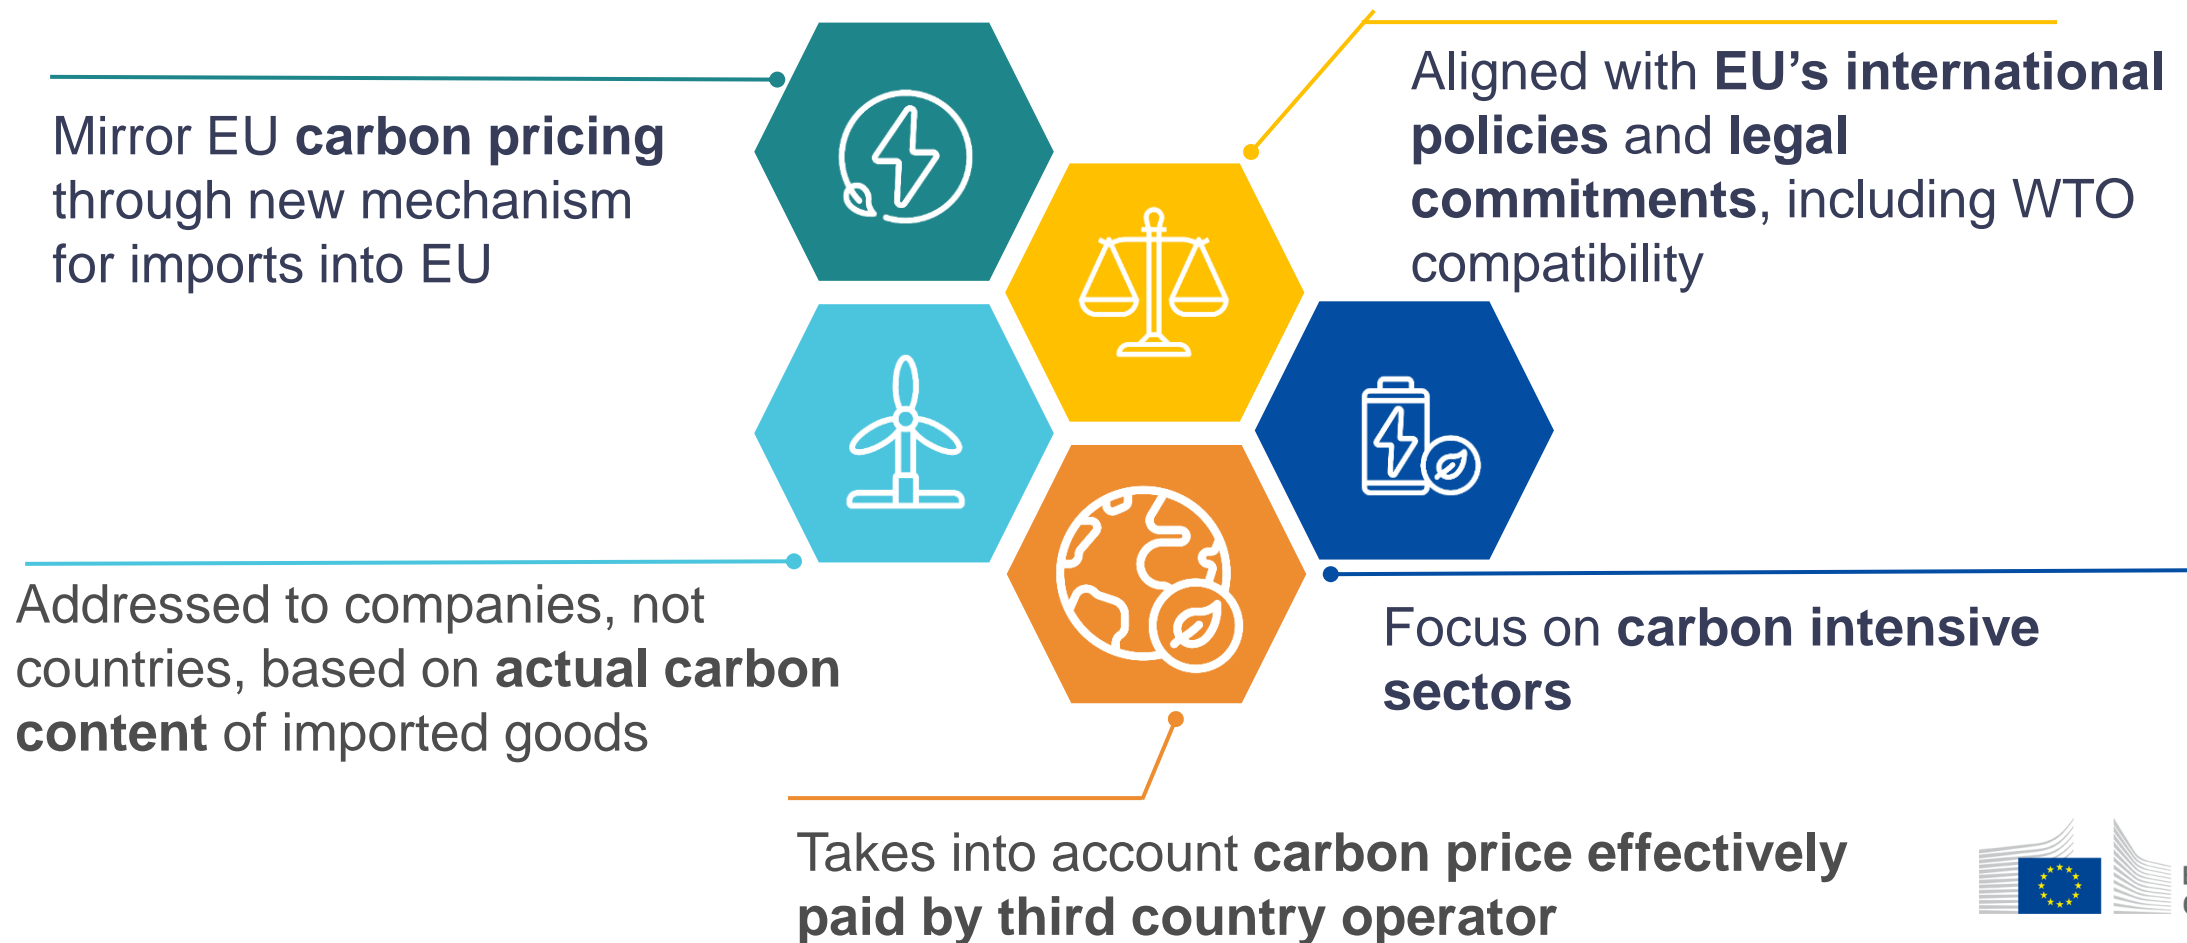 Mirror EU carbon pricing
through new mechanism
for imports into EU
Aligned with EU’s international
policies and legal
commitments, including WTO
compatibility
Addressed to companies, not
countries, based on actual carbon
content of imported goods
Focus on carbon intensive
sectors
Takes into account carbon price effectively
paid by third country operator